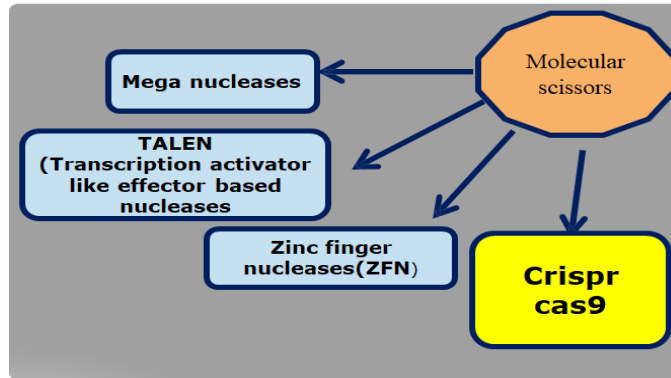 Molecular
scissors
Mega nucleases
TALEN
(Transcription activator
like effector based
nucleases
Zinc finger
nucleases(ZFN)
Crispr
cas9